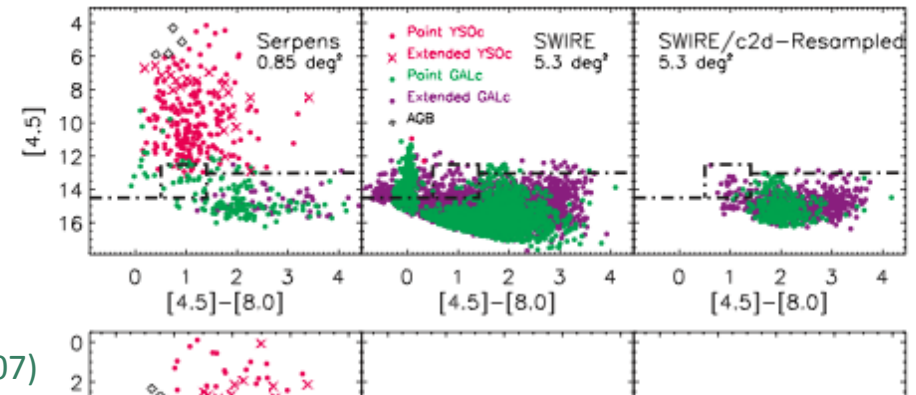 4
6
8
10
12
14
16
[4.5]
Serpens
0.85 deg²
Point YSOc
Extended YSOc
Point GALc
Extended GALc
AGB
SWIRE
5.3 deg²
SWIRE/c2d-Resampled
5.3 deg²
0 1 2 3 4
0 1 2 3 4
0 1 2 3 4
[4.5]-[8.0]
[4.5]-[8.0]
[4.5]-[8.0]
07)
0
2